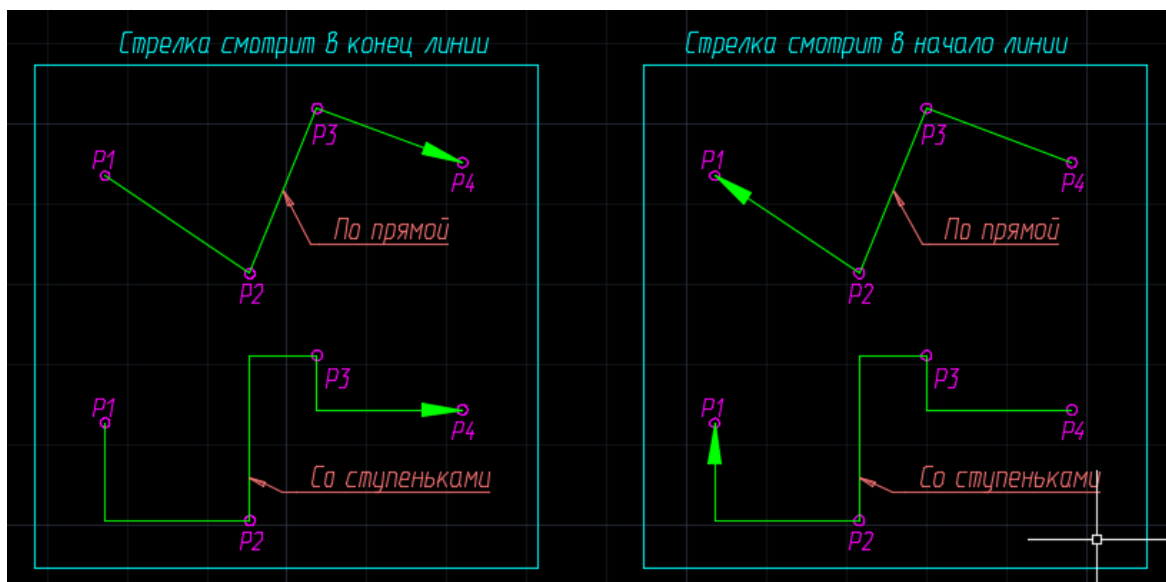 Стрелка смотрит в конец линии
P3
P1
P4
По прямой
P2
P3
P1
P4
Со ступеньками
P2
Стрелка смотрит в начало линии
P3
P1
P4
По прямой
P2
P3
P1
P4
Со ступеньками
P2